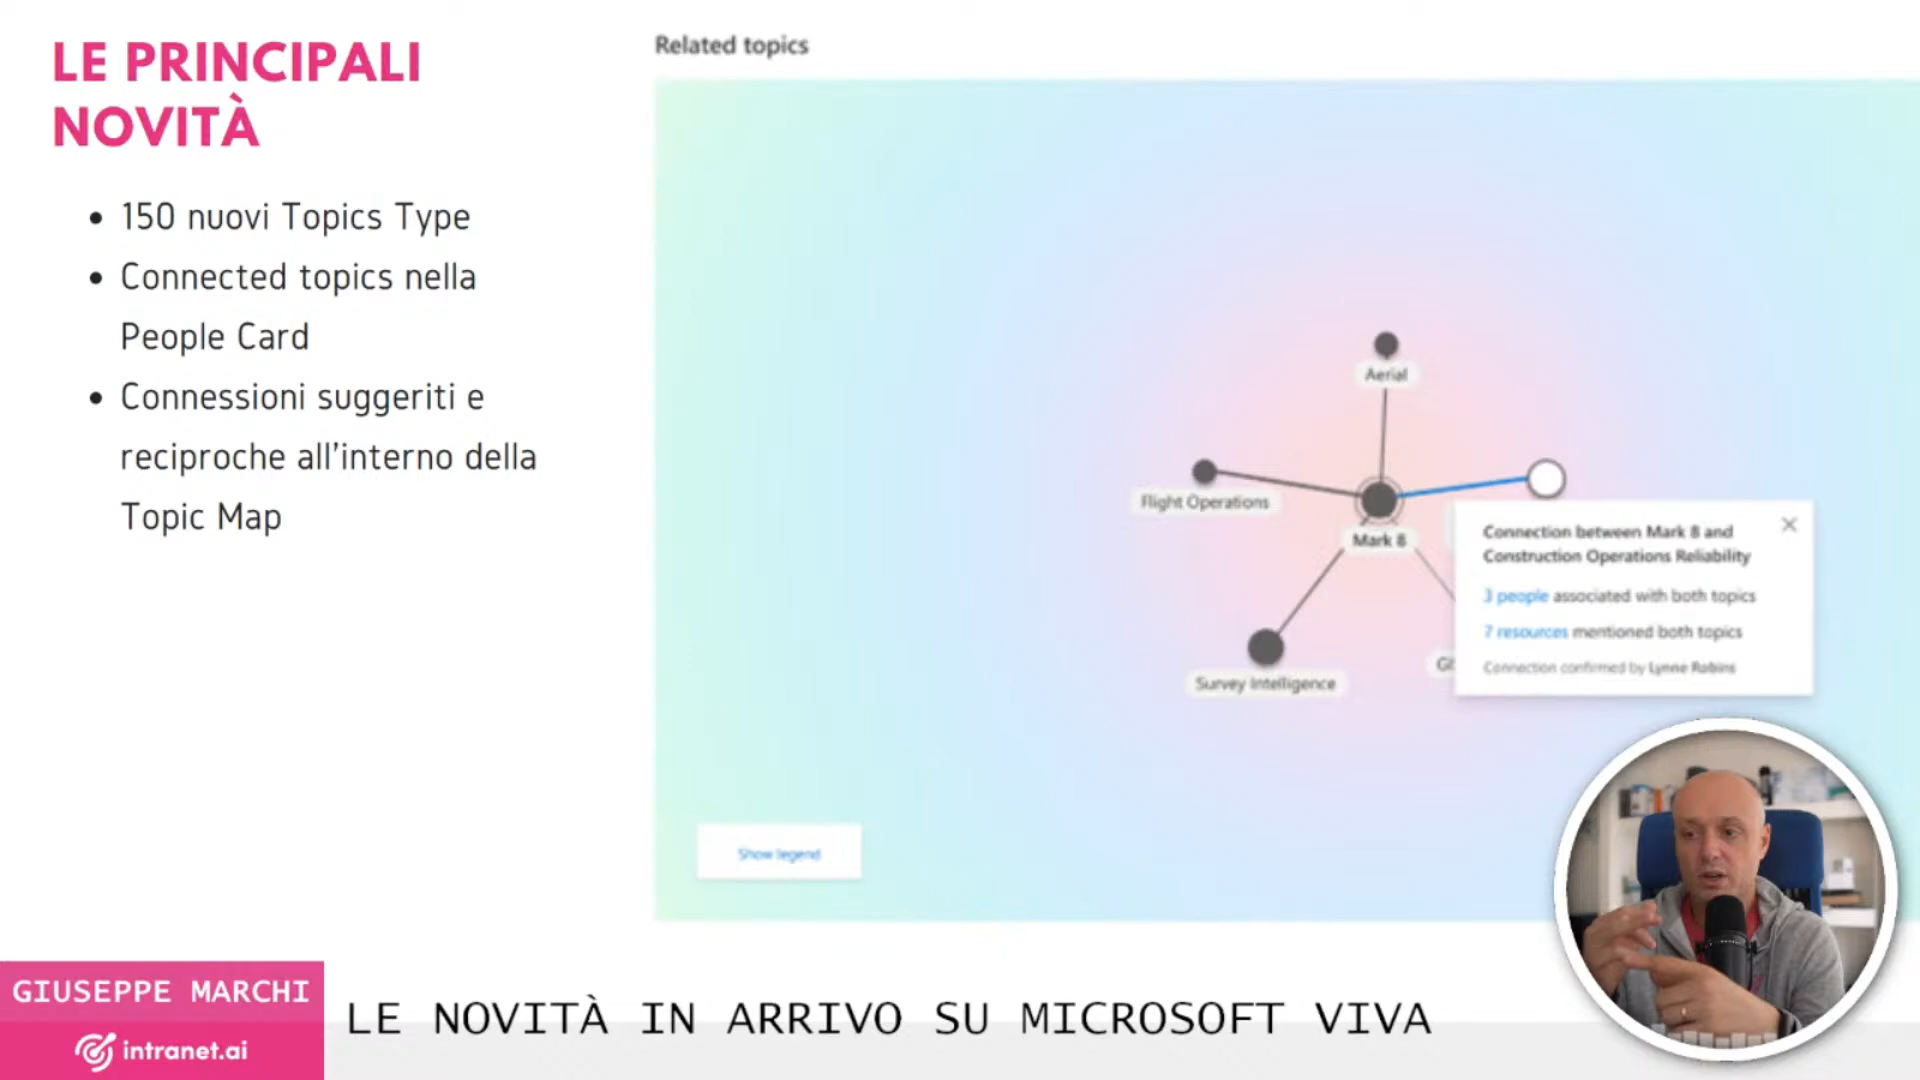 LE PRINCIPALI
NOVITÀ
• 150 nuovi Topics Type
• Connected topics nella
People Card
• Connessioni suggeriti e
reciproche all'interno della
Topic Map
Related topics
Aerial
Flight Operations
Mark 8
Survey Intelligence
Connection between Mark 8 and
Construction Operations Reliability
3 people associated with both topics
7 resources mentioned both topics
Connection confirmed by Lynne Robins
Show legend
GIUSEPPE MARCHI
intranet.ai
LE NOVITÀ IN ARRIVO SU MICROSOFT VIVA